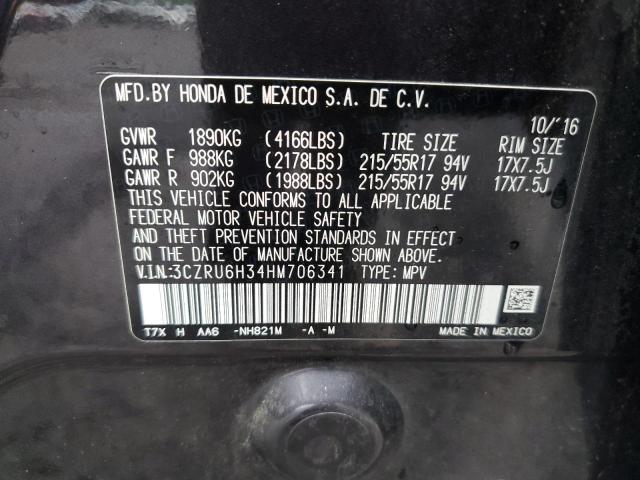 MFD.BY HONDA DE MEXICO S.A. DE C.V.
10/'16
GVWR 1890KG (4166LBS) TIRE SIZE RIM SIZE
GAWR F 988KG (2178LBS) 215/55R17 94V 17X7.5J
GAWR R 902KG (1988LBS) 215/55R17 94V 17X7.5J
THIS VEHICLE CONFORMS TO ALL APPLICABLE
FEDERAL MOTOR VEHICLE SAFETY
AND THEFT PREVENTION STANDARDS IN EFFECT
ON THE DATE OF MANUFACTURE SHOWN ABOVE.
V.I.N.:3CZRU6H34HM706341 TYPE: MPV
T7X H AA6 -NH821M -A -M MADE IN MEXICO